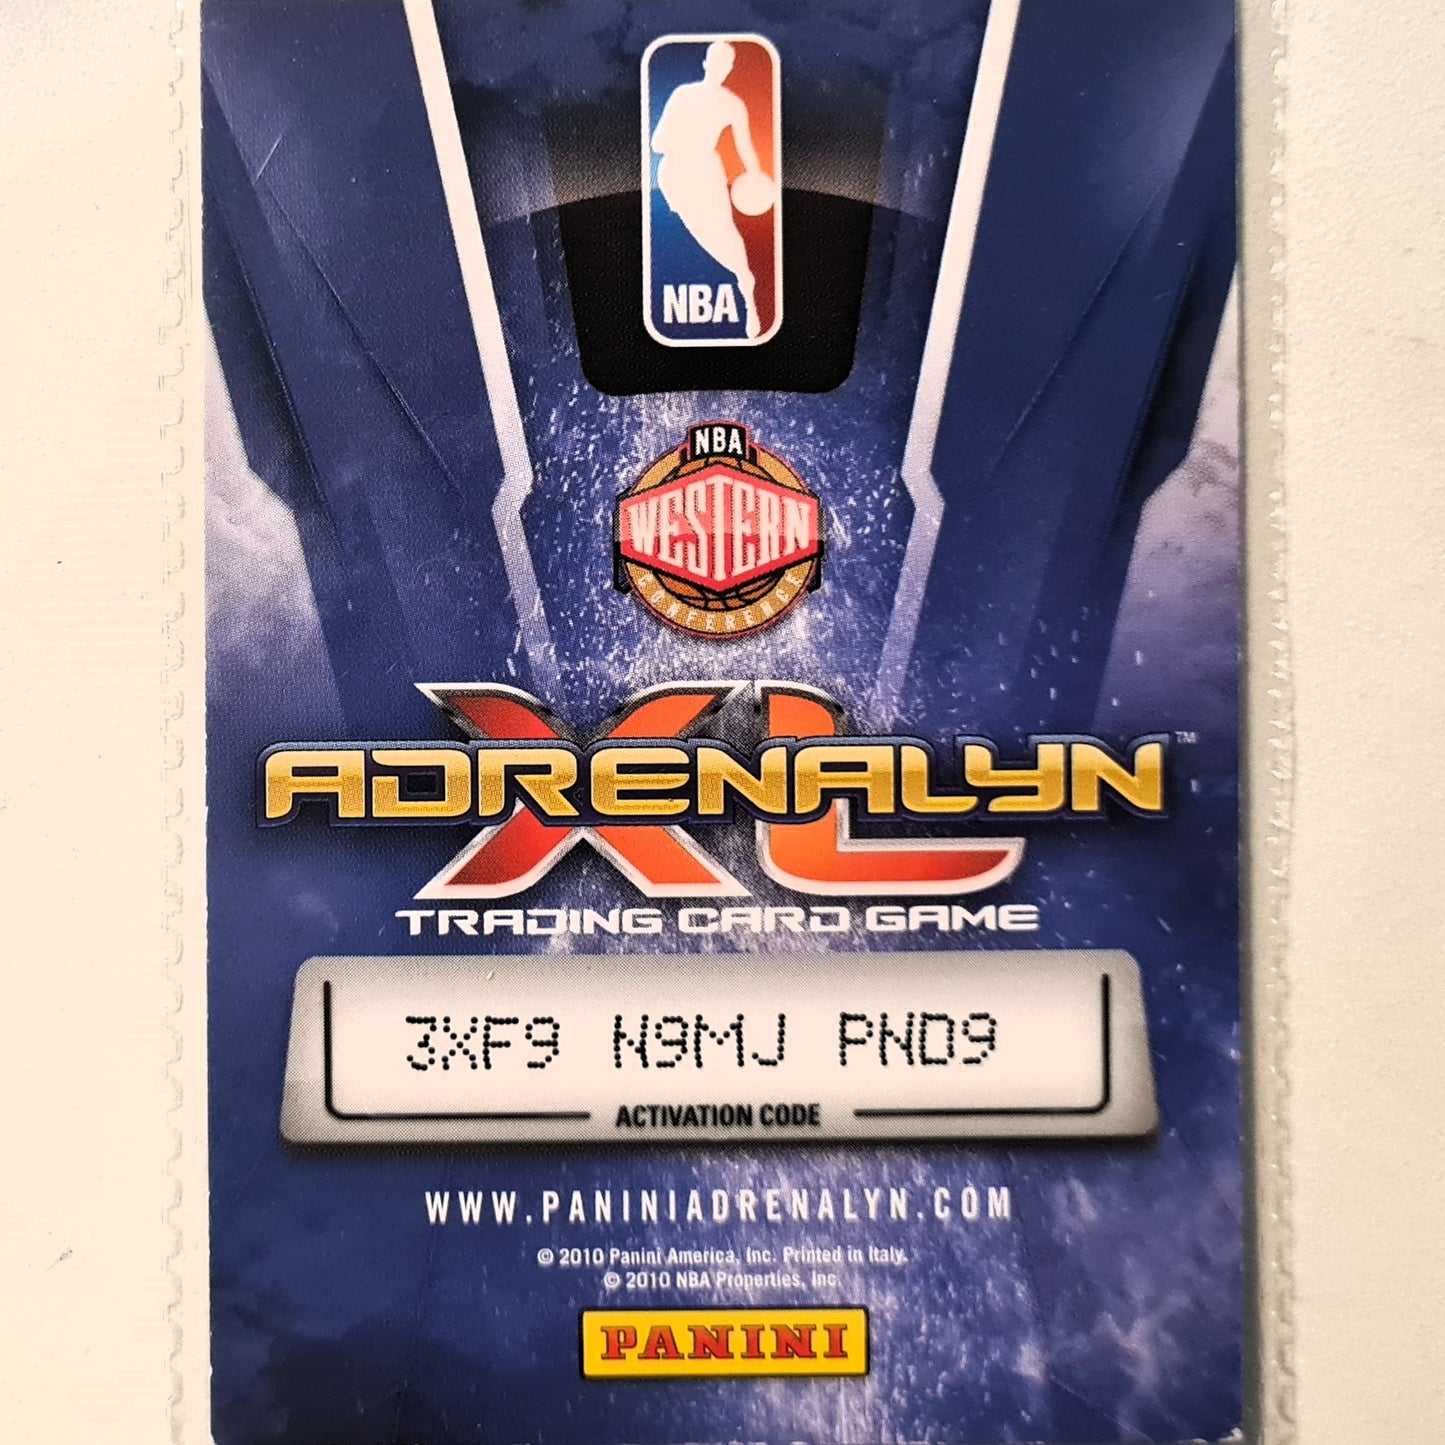 NBA
NBA
WESTERN
CONFERENCE
XL
ADRENALYN™
TRADING CARD GAME
3XF9 N9MJ PND9
ACTIVATION CODE
WWW.PANINIADRENALYN.COM
© 2010 Panini America, Inc. Printed in Italy.
© 2010 NBA Properties, Inc.
PANINI